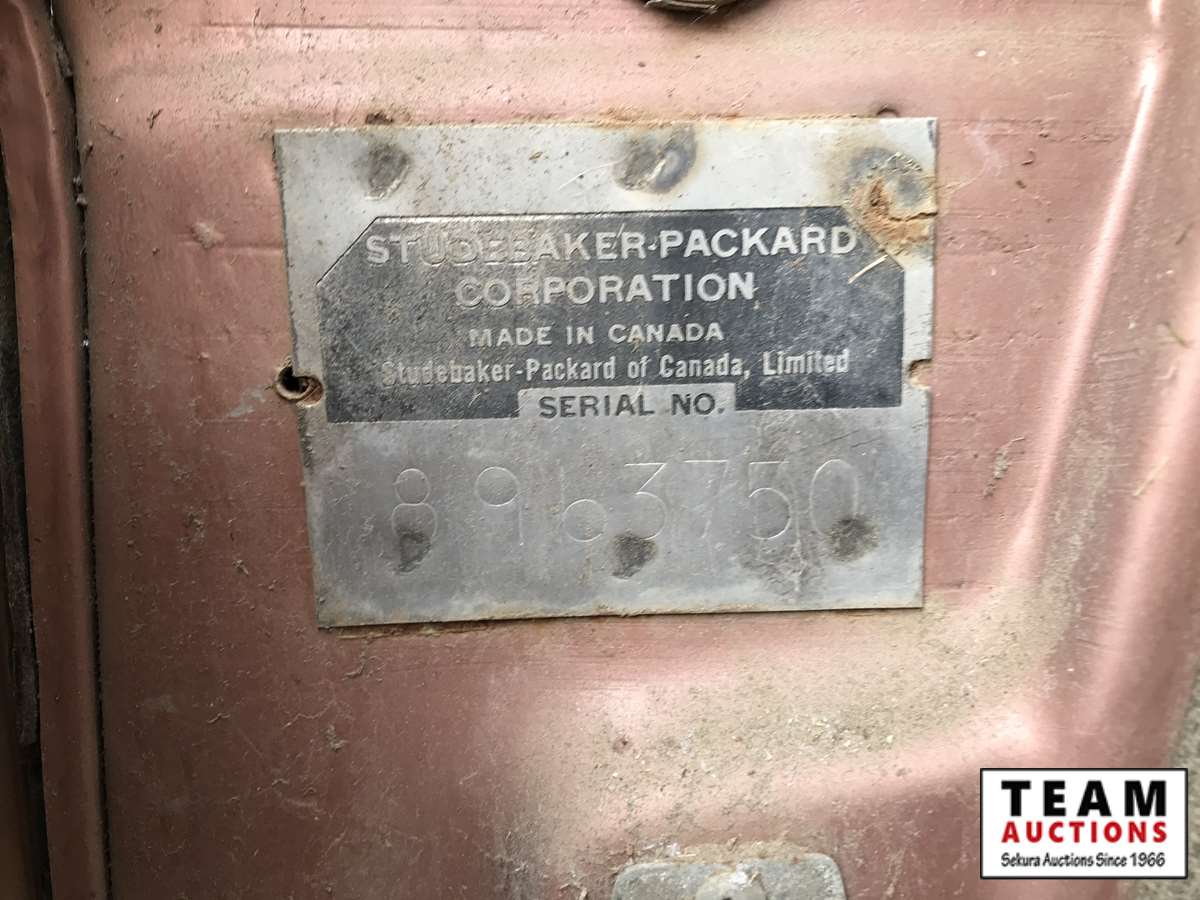 STUDEBAKER-PACKARD
CORPORATION
MADE IN CANADA
Studebaker-Packard of Canada, Limited
SERIAL NO.
8963750
TEAM
AUCTIONS
Sekura Auctions Since 1966